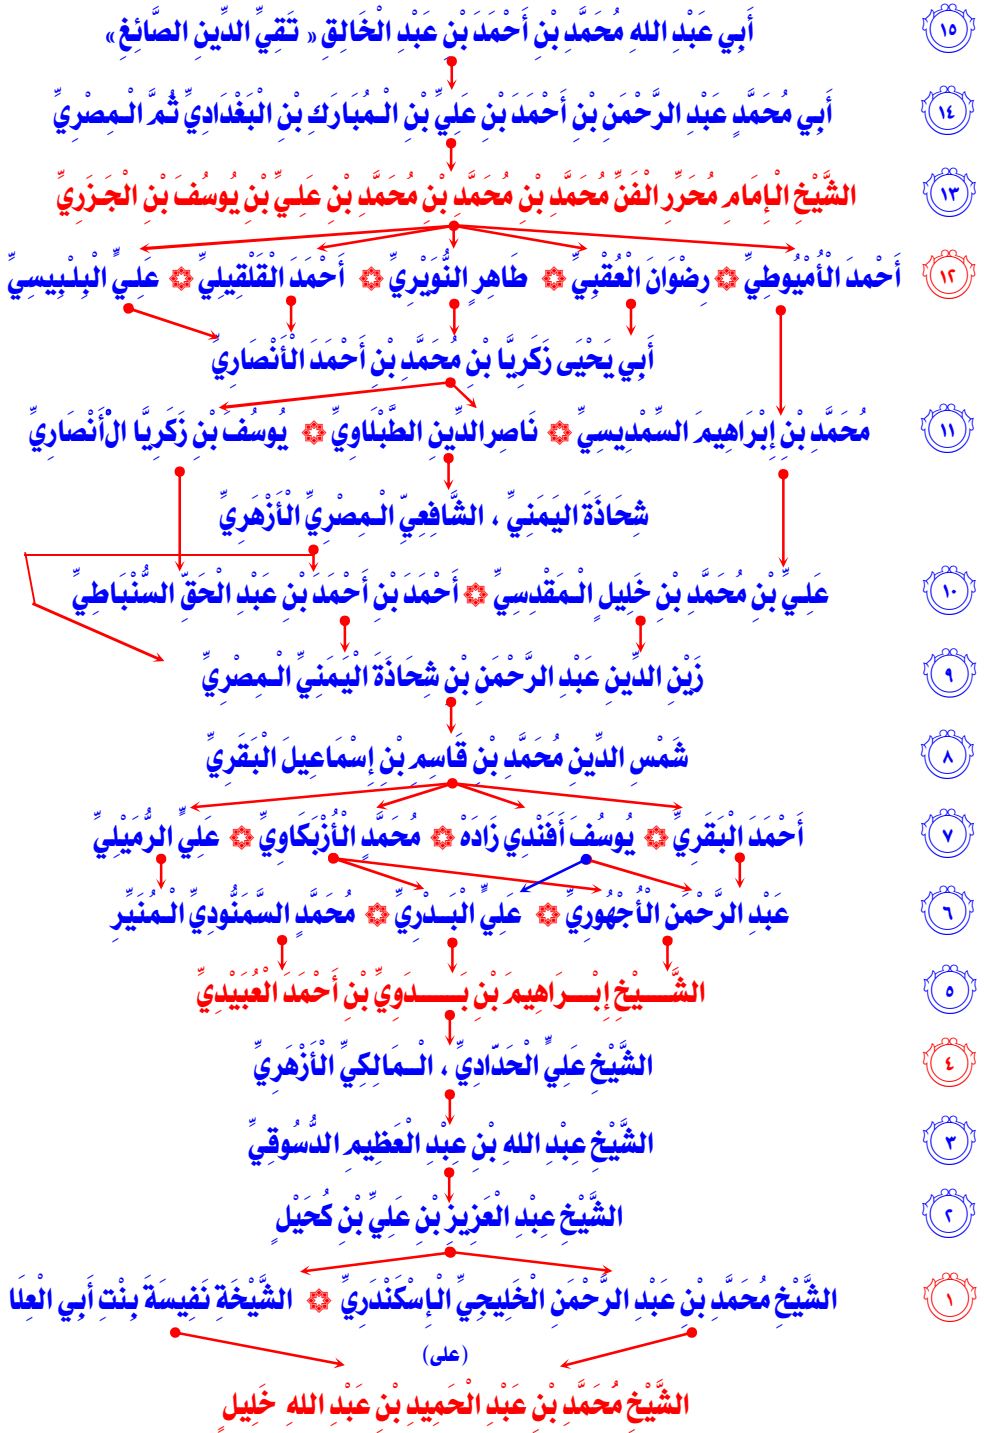 أَبِي عَبْدِ اللهِ مُحَمَّدِ بْنِ أَحْمَدَ بْنِ عَبْدِ الْخَالِقِ « تَقِيِّ الدِّينِ الصَّائِغِ » ١٥
أَبِي مُحَمَّدٍ عَبْدِ الرَّحْمَنِ بْنِ أَحْمَدَ بْنِ عَلِيِّ بْنِ الْمُبَارَكِ بْنِ الْبَغْدَادِيِّ ثُمَّ الْمِصْرِيِّ ١٤
الشَّيْخِ الْإِمَامِ مُحَرِّرِ الْفَنِّ مُحَمَّدِ بْنِ مُحَمَّدِ بْنِ مُحَمَّدِ بْنِ عَلِيِّ بْنِ يُوسُفَ بْنِ الْجَزَرِيِّ ١٣
أَحْمَدَ الْأُمْيُوطِيِّ ۞ رِضْوَانَ الْعُقْبِيِّ ۞ طَاهِرٍ النُّوَيْرِيِّ ۞ أَحْمَدَ الْقَلْقِيلِيِّ ۞ عَلِيٍّ الْبِلْبِيسِيِّ ١٢
أَبِي يَحْيَى زَكَرِيَّا بْنِ مُحَمَّدِ بْنِ أَحْمَدَ الْأَنْصَارِيِّ
مُحَمَّدِ بْنِ إِبْرَاهِيمَ السِّمْدِيسِيِّ ۞ نَاصِرِ الدِّينِ الطَّبْلَاوِيِّ ۞ يُوسُفَ بْنِ زَكَرِيَّا الْأَنْصَارِيِّ ١١
شِحَاذَةَ الْيَمَنِيِّ ، الشَّافِعِيِّ الْمِصْرِيِّ الْأَزْهَرِيِّ
عَلِيِّ بْنِ مُحَمَّدِ بْنِ خَلِيلٍ الْمَقْدِسِيِّ ۞ أَحْمَدَ بْنِ أَحْمَدَ بْنِ عَبْدِ الْحَقِّ السُّنْبَاطِيِّ ١٠
زَيْنِ الدِّينِ عَبْدِ الرَّحْمَنِ بْنِ شِحَاذَةَ الْيَمَنِيِّ الْمِصْرِيِّ ٩
شَمْسِ الدِّينِ مُحَمَّدِ بْنِ قَاسِمِ بْنِ إِسْمَاعِيلَ الْبَقَرِيِّ ٨
أَحْمَدَ الْبَقَرِيِّ ۞ يُوسُفَ أَفَنْدِي زَادَهْ ۞ مُحَمَّدٍ الْأُزْبَكَاوِيِّ ۞ عَلِيٍّ الرُّمَيْلِيِّ ٧
عَبْدِ الرَّحْمَنِ الْأُجْهُورِيِّ ۞ عَلِيٍّ الْبَدْرِيِّ ۞ مُحَمَّدٍ السَّمَنُّودِيِّ الْمُنَيِّرِ ٦
الشَّيْخِ إِبْرَاهِيمَ بْنِ بَدَوِيِّ بْنِ أَحْمَدَ الْعُبَيْدِيِّ ٥
الشَّيْخِ عَلِيٍّ الْحَدَّادِيِّ ، الْمَالِكِيِّ الْأَزْهَرِيِّ ٤
الشَّيْخِ عَبْدِ اللهِ بْنِ عَبْدِ الْعَظِيمِ الدُّسُوقِيِّ ٣
الشَّيْخِ عَبْدِ الْعَزِيزِ بْنِ عَلِيِّ بْنِ كُحَيْلٍ ٢
الشَّيْخِ مُحَمَّدِ بْنِ عَبْدِ الرَّحْمَنِ الْخَلِيجِيِّ الْإِسْكَنْدَرِيِّ ۞ الشَّيْخَةِ نَفِيسَةَ بِنْتِ أَبِي الْعِلَا ١
(على)
الشَّيْخِ مُحَمَّدِ بْنِ عَبْدِ الْحَمِيدِ بْنِ عَبْدِ اللهِ خَلِيلٍ